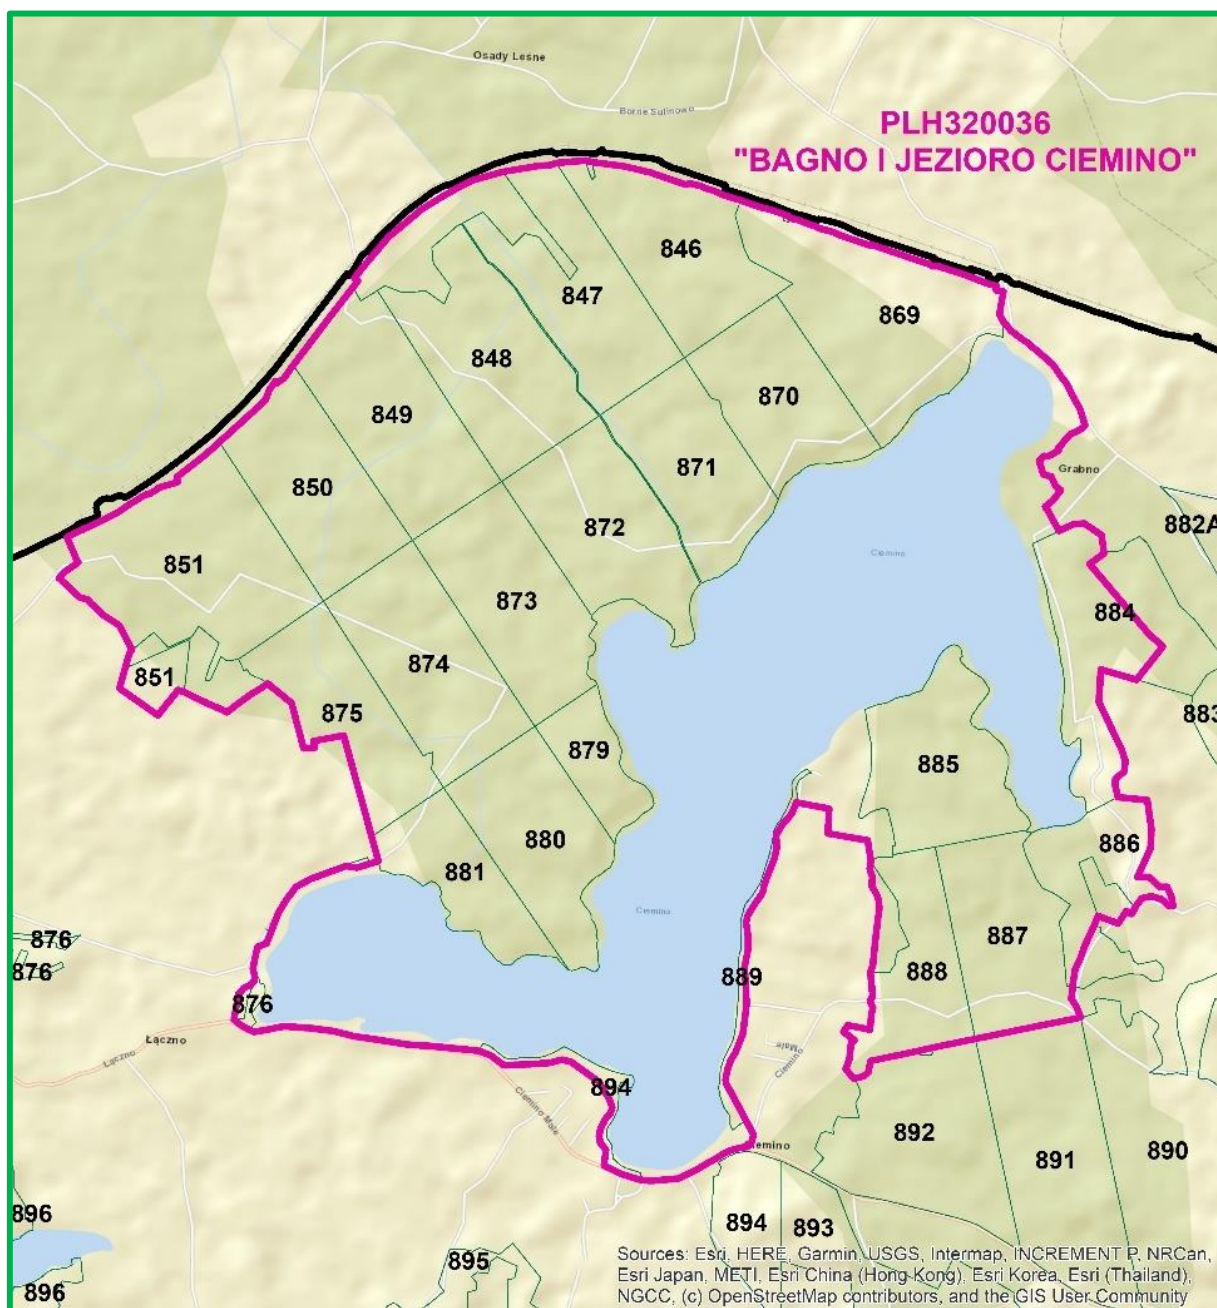 Osady Leśne
Borne Sulinowo
PLH320036
"BAGNO I JEZIORO CIEMINO"
846
847
869
848
870
849
871
Grabno
850
872
882A
Ciemino
851
873
884
874
851
875
883
879
885
880
886
881
Ciemino
876
887
876
888
889
876
Łączno
Łączno
Małe
Ciemino
894
Ciemino Małe
892
iemino
891
890
896
894
893
895
896
Sources: Esri, HERE, Garmin, USGS, Intermap, INCREMENT P, NRCan,
Esri Japan, METI, Esri China (Hong Kong), Esri Korea, Esri (Thailand),
NGCC, (c) OpenStreetMap contributors, and the GIS User Community